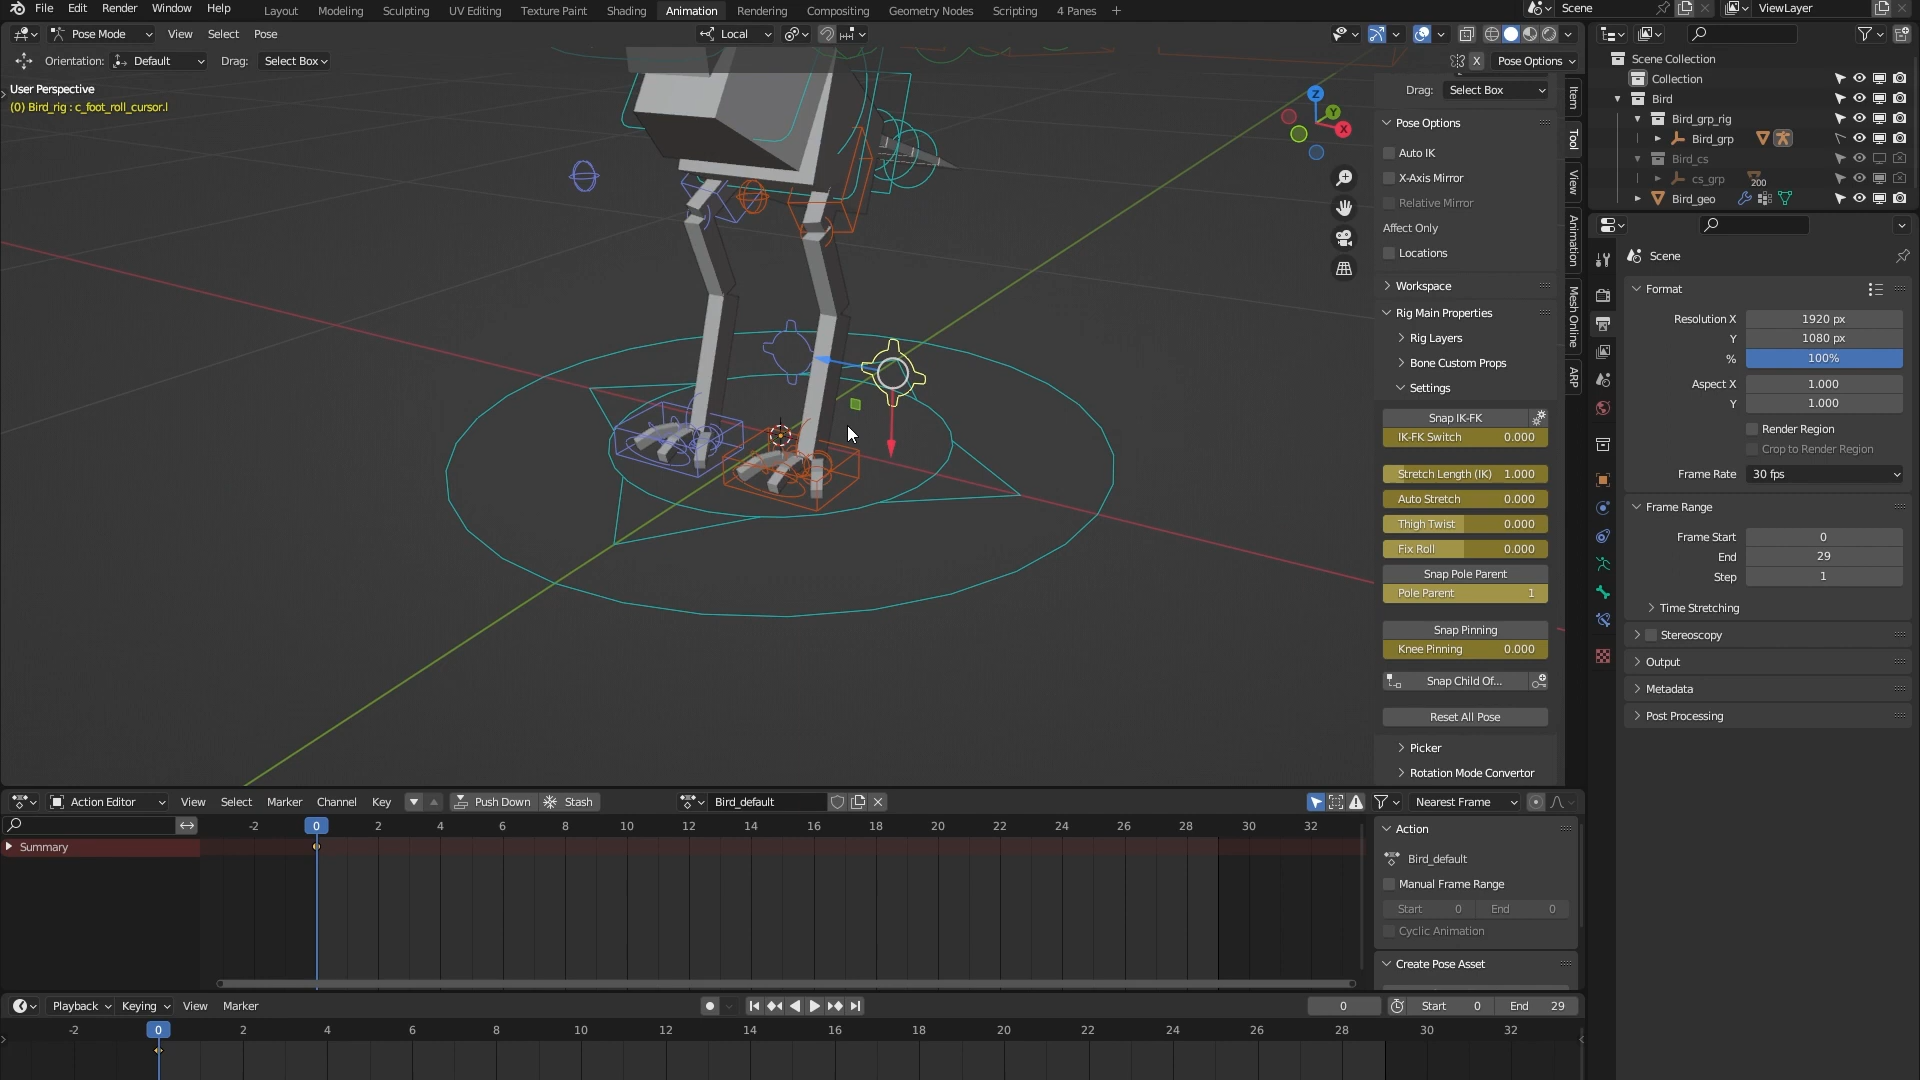 File Edit Render Window Help Layout Modeling Sculpting UV Editing Texture Paint Shading Animation Rendering Compositing Geometry Nodes Scripting 4 Panes + Scene ViewLayer
Pose Mode View Select Pose Local
Orientation: Default Drag: Select Box X Pose Options
User Perspective
(0) Bird_rig : c_foot_roll_cursor.l
Z
Y
X
Drag: Select Box
Pose Options
Auto IK
X-Axis Mirror
Relative Mirror
Affect Only
Locations
Workspace
Rig Main Properties
Rig Layers
Bone Custom Props
Settings
Snap IK-FK
IK-FK Switch 0.000
Stretch Length (IK) 1.000
Auto Stretch 0.000
Thigh Twist 0.000
Fix Roll 0.000
Snap Pole Parent
Pole Parent 1
Snap Pinning
Knee Pinning 0.000
Snap Child Of...
Reset All Pose
Picker
Rotation Mode Convertor
Item
Tool
View
Animation
Mesh Online
ARP
Scene Collection
Collection
Bird
Bird_grp_rig
Bird_grp
Bird_cs
cs_grp 200
Bird_geo
Scene
Format
Resolution X 1920 px
Y 1080 px
% 100%
Aspect X 1.000
Y 1.000
Render Region
Crop to Render Region
Frame Rate 30 fps
Frame Range
Frame Start 0
End 29
Step 1
Time Stretching
Stereoscopy
Output
Metadata
Post Processing
Action Editor View Select Marker Channel Key Push Down Stash Bird_default Nearest Frame
-2 0 2 4 6 8 10 12 14 16 18 20 22 24 26 28 30 32
Summary
Action
Bird_default
Manual Frame Range
Start 0 End 0
Cyclic Animation
Create Pose Asset
Playback Keying View Marker 0 Start 0 End 29
-2 0 2 4 6 8 10 12 14 16 18 20 22 24 26 28 30 32